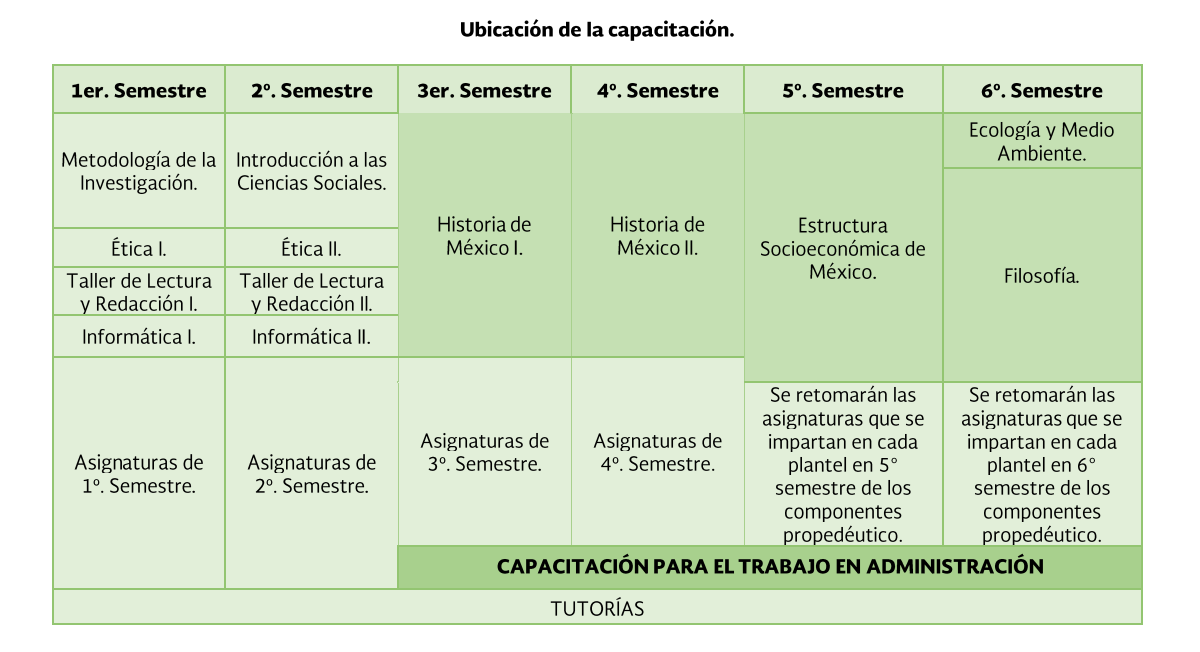 Ubicación de la capacitación.
1er. Semestre
2º. Semestre
3er. Semestre
4º. Semestre
5º. Semestre
6º. Semestre
Metodología de la
Investigación.
Introducción a las
Ciencias Sociales.
Historia de
México I.
Historia de
México II.
Estructura
Socioeconómica de
México.
Ecología y Medio
Ambiente.
Filosofía.
Ética I.
Ética II.
Taller de Lectura
y Redacción I.
Taller de Lectura
y Redacción II.
Informática I.
Informática II.
Asignaturas de
1º. Semestre.
Asignaturas de
2º. Semestre.
Asignaturas de
3º. Semestre.
Asignaturas de
4º. Semestre.
Se retomarán las
asignaturas que se
impartan en cada
plantel en 5°
semestre de los
componentes
propedéutico.
Se retomarán las
asignaturas que se
impartan en cada
plantel en 6°
semestre de los
componentes
propedéutico.
CAPACITACIÓN PARA EL TRABAJO EN ADMINISTRACIÓN
TUTORÍAS